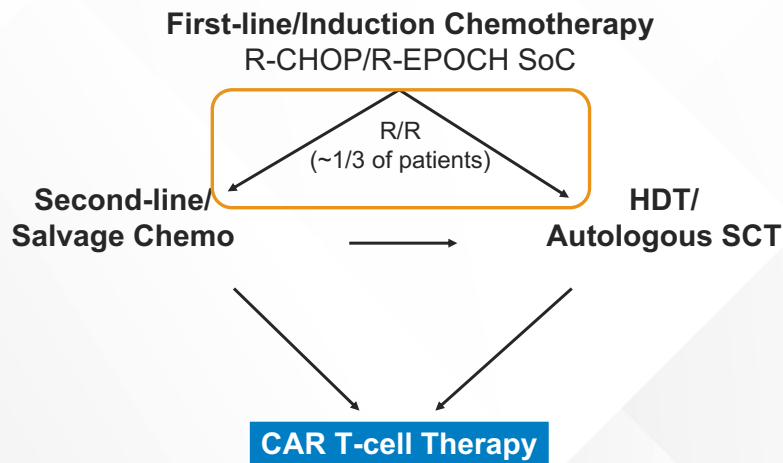 First-line/Induction Chemotherapy
R-CHOP/R-EPOCH SoC
R/R
(~1/3 of patients)
Second-line/
Salvage Chemo
HDT/
Autologous SCT
CAR T-cell Therapy